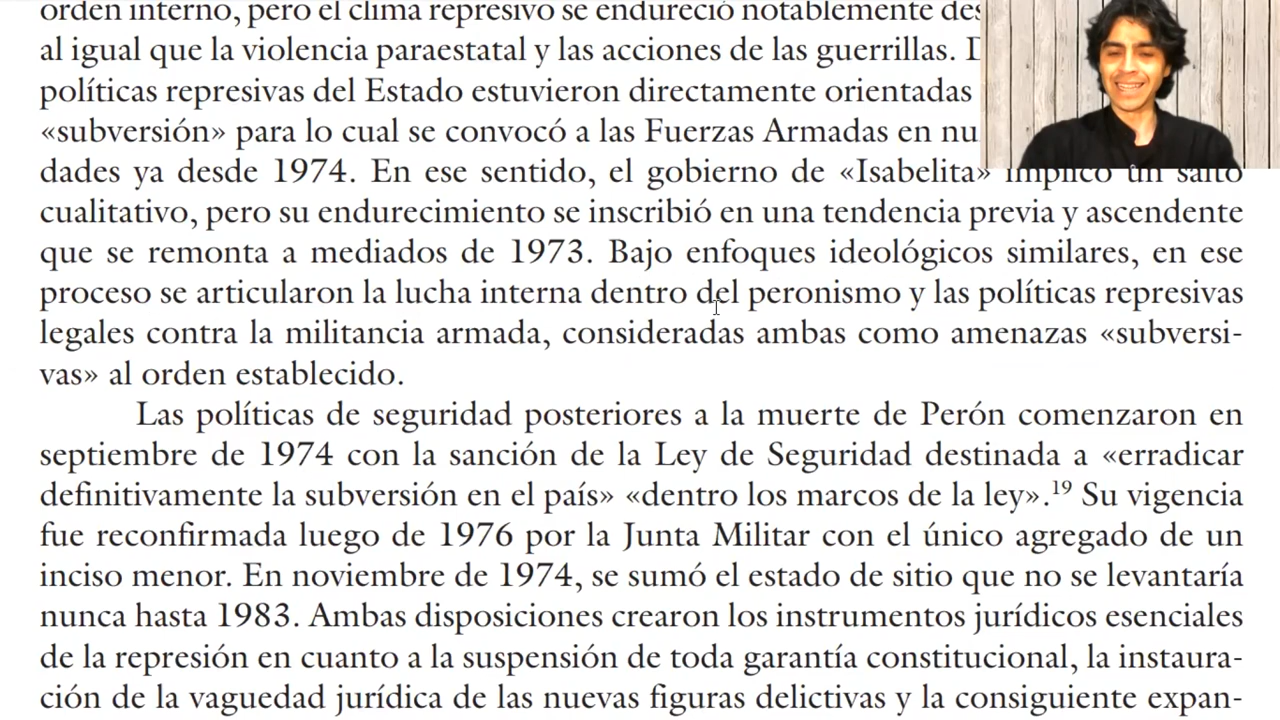 orden interno, pero el clima represivo se endureció notablemente des
al igual que la violencia paraestatal y las acciones de las guerrillas. D
políticas represivas del Estado estuvieron directamente orientadas
«subversión» para lo cual se convocó a las Fuerzas Armadas en nu
dades ya desde 1974. En ese sentido, el gobierno de «Isabelita» implicó un salto
cualitativo, pero su endurecimiento se inscribió en una tendencia previa y ascendente
que se remonta a mediados de 1973. Bajo enfoques ideológicos similares, en ese
proceso se articularon la lucha interna dentro del peronismo y las políticas represivas
legales contra la militancia armada, consideradas ambas como amenazas «subversi-
vas» al orden establecido.
Las políticas de seguridad posteriores a la muerte de Perón comenzaron en
septiembre de 1974 con la sanción de la Ley de Seguridad destinada a «erradicar
definitivamente la subversión en el país» «dentro los marcos de la ley».19 Su vigencia
fue reconfirmada luego de 1976 por la Junta Militar con el único agregado de un
inciso menor. En noviembre de 1974, se sumó el estado de sitio que no se levantaría
nunca hasta 1983. Ambas disposiciones crearon los instrumentos jurídicos esenciales
de la represión en cuanto a la suspensión de toda garantía constitucional, la instaura-
ción de la vaguedad jurídica de las nuevas figuras delictivas y la consiguiente expan-